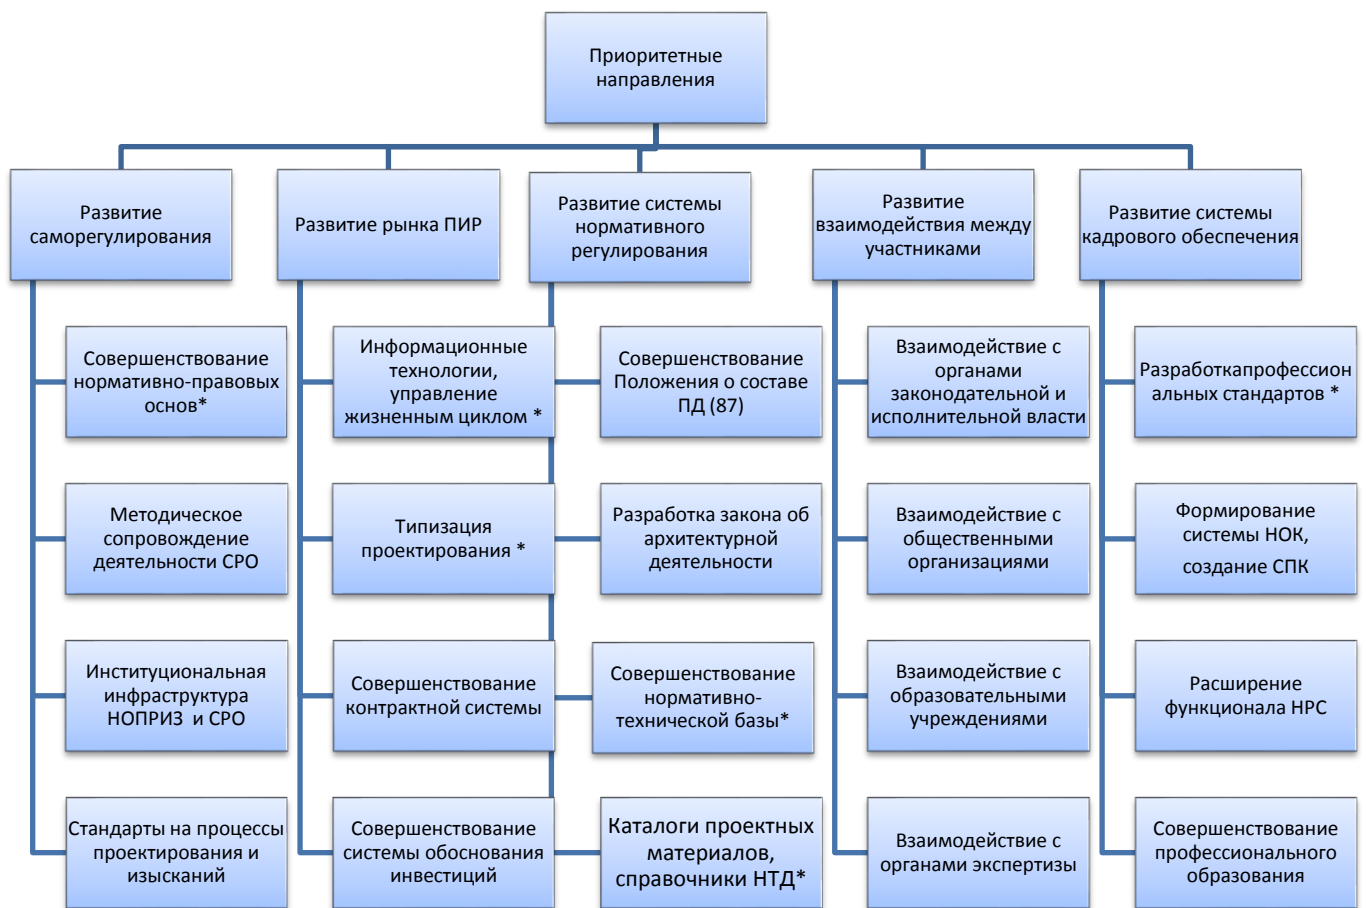 Приоритетные
направления
Развитие
саморегулирования
Развитие рынка ПИР
Развитие системы
нормативного
регулирования
Развитие
взаимодействия между
участниками
Развитие системы
кадрового обеспечения
Совершенствование
нормативно-правовых
основ*
Методическое
сопровождение
деятельности СРО
Институциональная
инфраструктура
НОПРИЗ и СРО
Стандарты на процессы
проектирования и
изысканий
Информационные
технологии,
управление
жизненным циклом *
Типизация
проектирования *
Совершенствование
контрактной системы
Совершенствование
системы обоснования
инвестиций
Совершенствование
Положения о составе
ПД (87)
Разработка закона об
архитектурной
деятельности
Совершенствование
нормативно-
технической базы*
Каталоги проектных
материалов,
справочники НТД*
Взаимодействие с
органами
законодательной и
исполнительной власти
Взаимодействие с
общественными
организациями
Взаимодействие с
образовательными
учреждениями
Взаимодействие с
органами экспертизы
Разработкапрофессион
альных стандартов *
Формирование
системы НОК,
создание СПК
Расширение
функционала НРС
Совершенствование
профессионального
образования